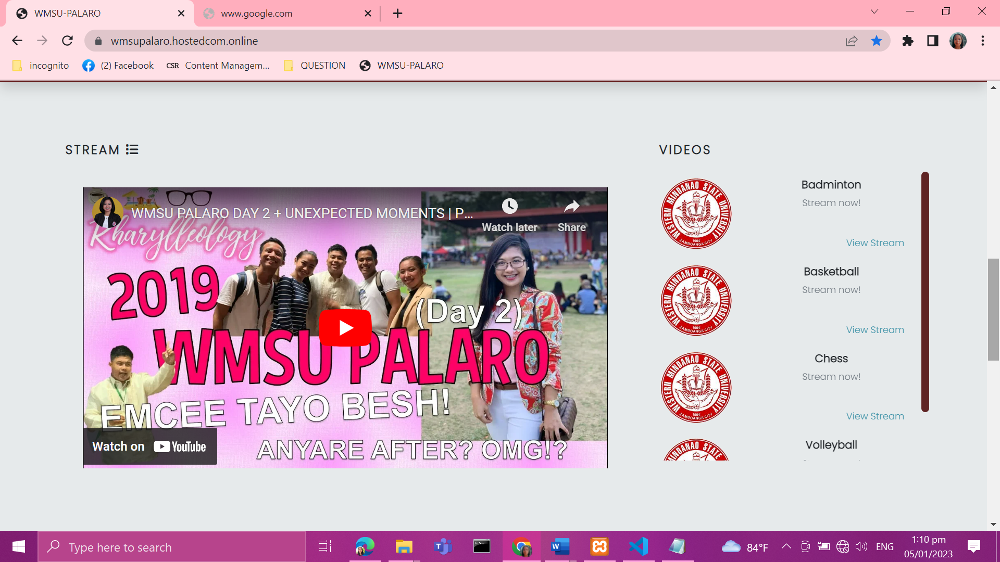 WMSU-PALARO
www.google.com
wmsupalaro.hostedcom.online
incognito
(2) Facebook
CSR Content Managem...
QUESTION
WMSU-PALARO
STREAM
VIDEOS
WMSU PALARO DAY 2 + UNEXPECTED MOMENTS | P...
Watch later
Share
Kharylleology
2019
(Day 2)
WMSU PALARO
EMCEE TAYO BESH!
ANYARE AFTER? OMG!?
Watch on YouTube
WESTERN MINDANAO STATE UNIVERSITY
1904
ZAMBOANGA CITY
Badminton
Stream now!
View Stream
WESTERN MINDANAO STATE UNIVERSITY
1904
ZAMBOANGA CITY
Basketball
Stream now!
View Stream
WESTERN MINDANAO STATE UNIVERSITY
1904
ZAMBOANGA CITY
Chess
Stream now!
View Stream
MINDANAO STATE
Volleyball
Type here to search
84°F
ENG
1:10 pm
05/01/2023